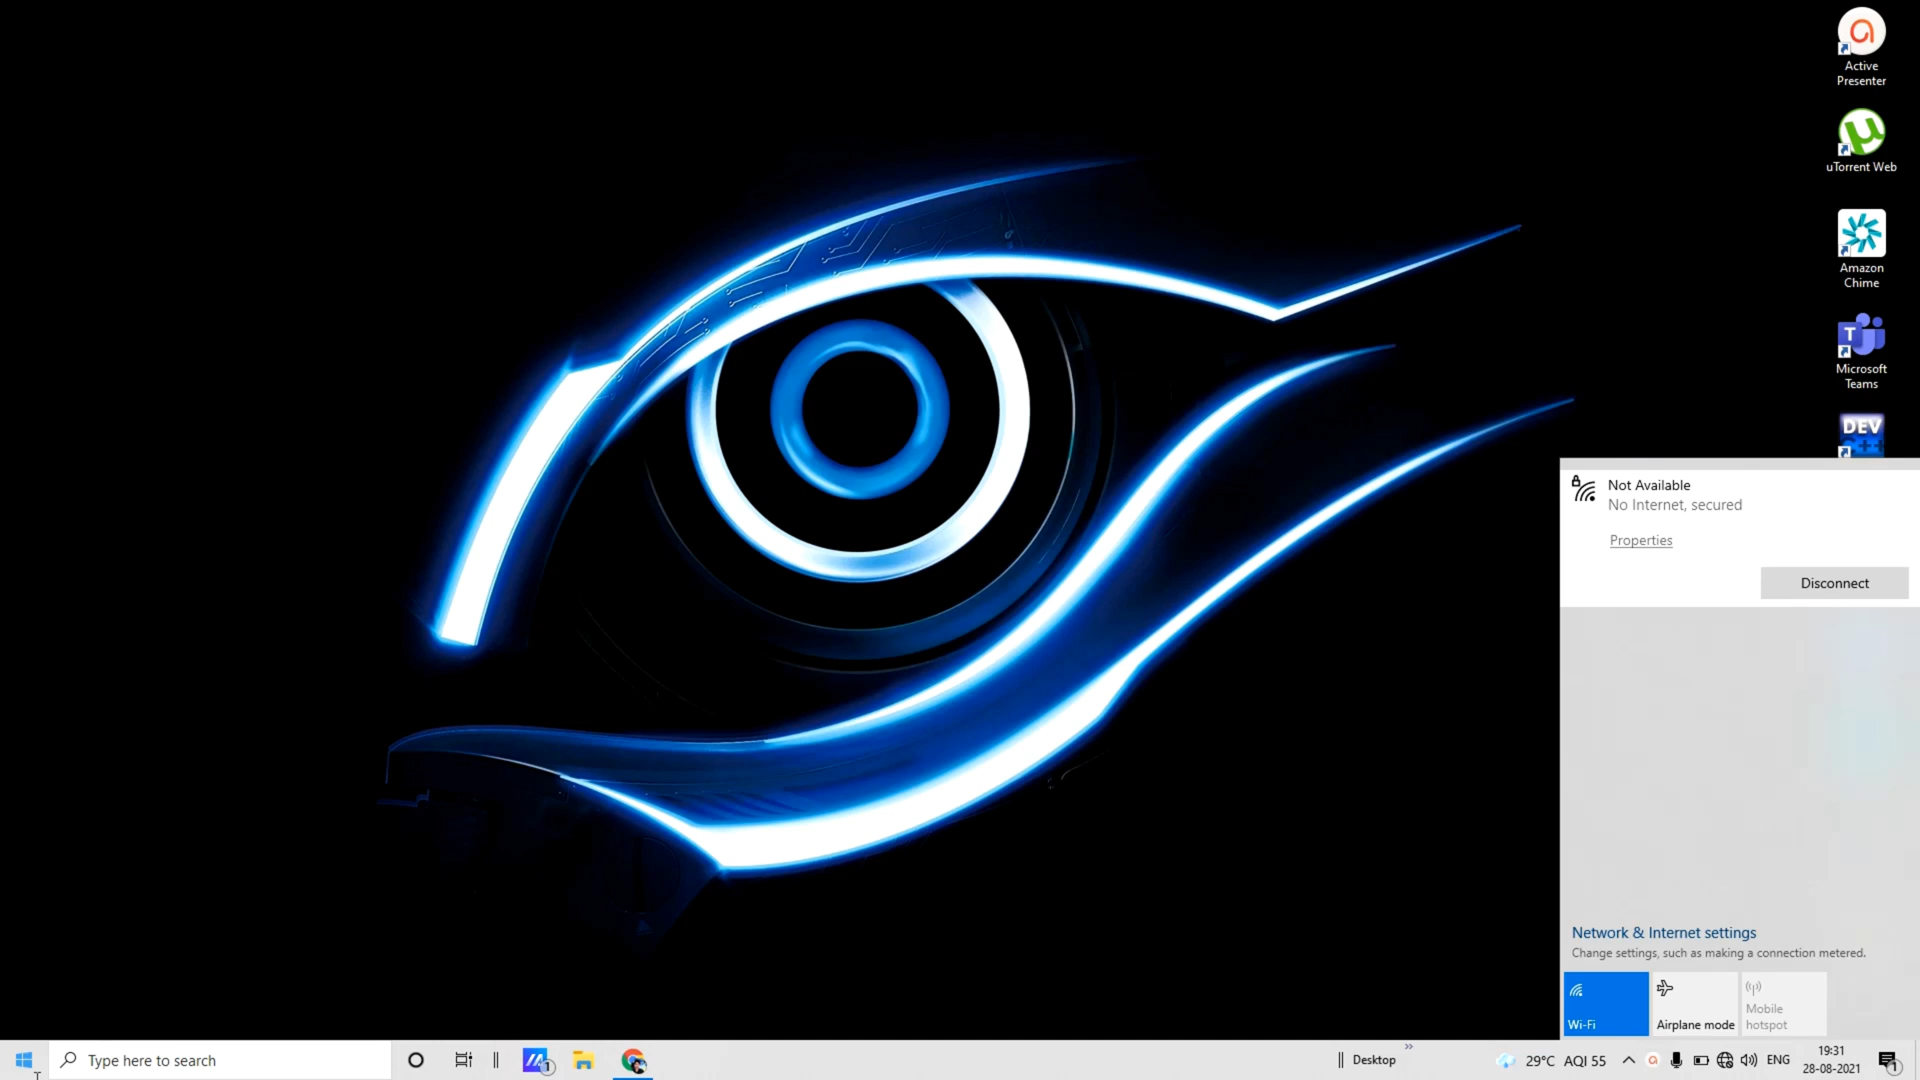 Active
Presenter
uTorrent Web
Amazon
Chime
Microsoft
Teams
DEV
C++
Not Available
No Internet, secured
Properties
Disconnect
Network & Internet settings
Change settings, such as making a connection metered.
Wi-Fi
Airplane mode
Mobile
hotspot
Type here to search
1
Desktop
29°C AQI 55
ENG
19:31
28-08-2021
1